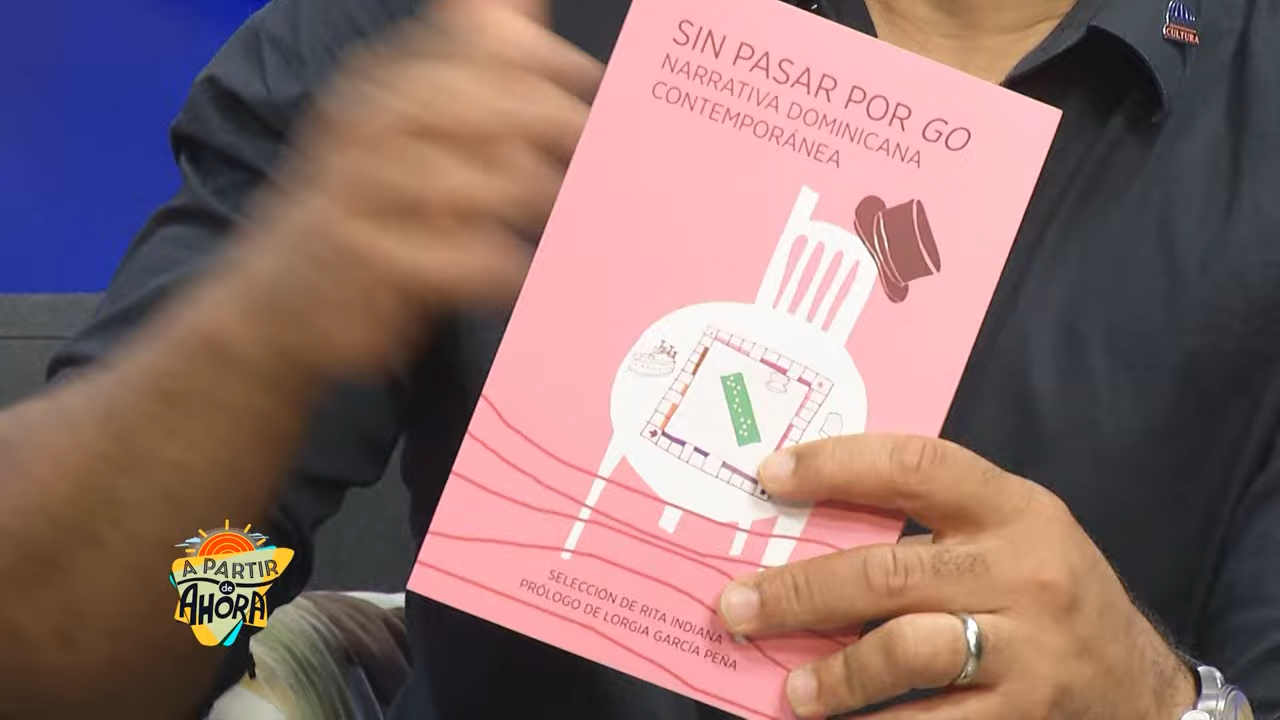 SIN PASAR POR GO
NARRATIVA DOMINICANA
CONTEMPORÁNEA
SELECCIÓN DE RITA INDIANA
PRÓLOGO DE LORGIA GARCÍA PEÑA
CULTURA
A PARTIR
de
AHORA